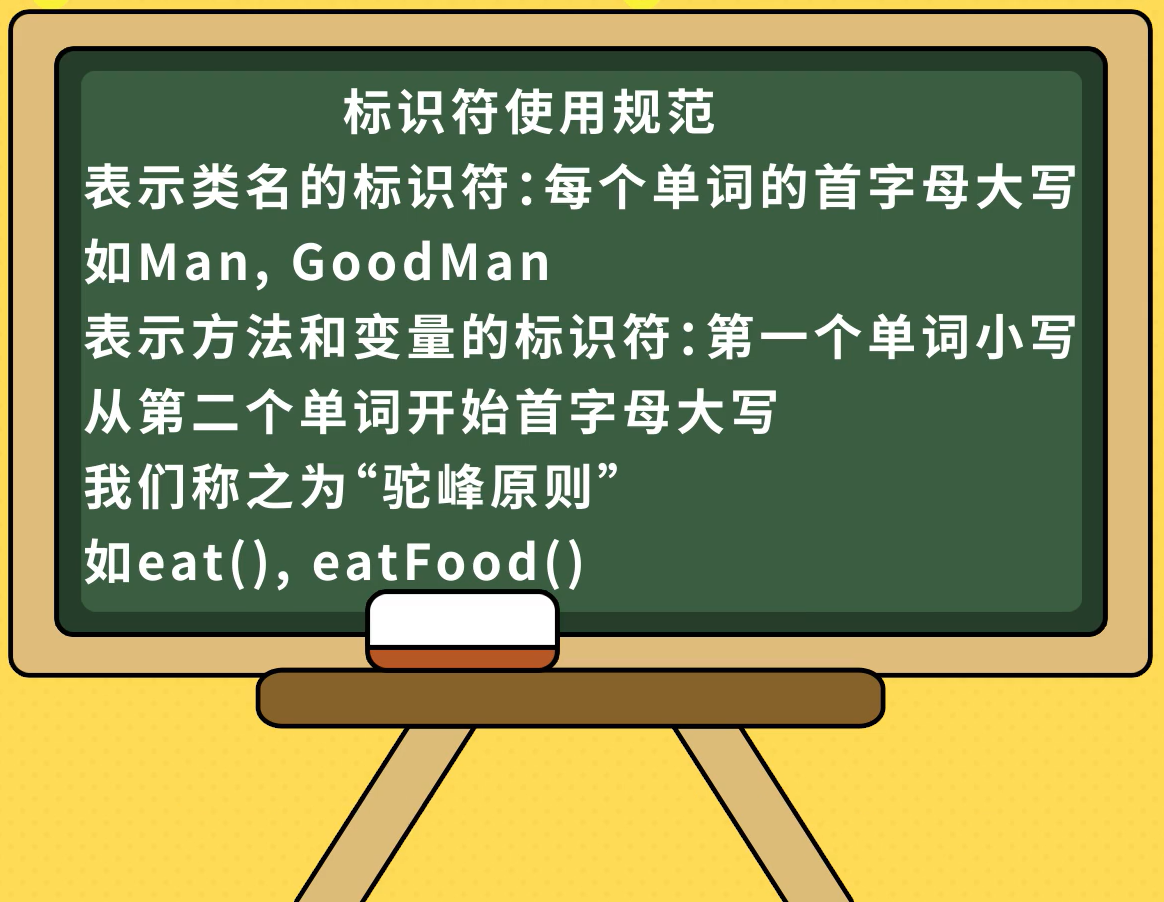 标识符使用规范
表示类名的标识符：每个单词的首字母大写
如Man, GoodMan
表示方法和变量的标识符：第一个单词小写
从第二个单词开始首字母大写
我们称之为“驼峰原则”
如eat(), eatFood()